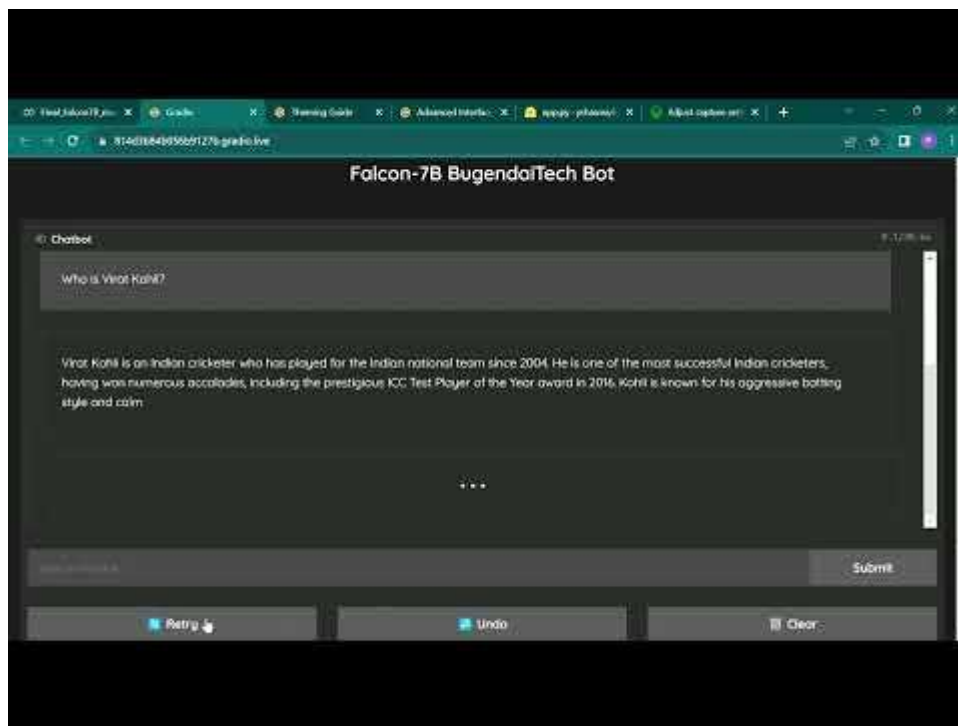 Gradio
Theming Guide
Falcon-7B BugendaiTech Bot
Chatbot
Who is Virat Kohli?
Virat Kohli is an Indian cricketer who has played for the Indian national team since 2004. He is one of the most successful Indian cricketers,
having won numerous accolades, including the prestigious ICC Test Player of the Year award in 2016. Kohli is known for his aggressive batting
style and calm
Submit
Retry
Undo
Clear